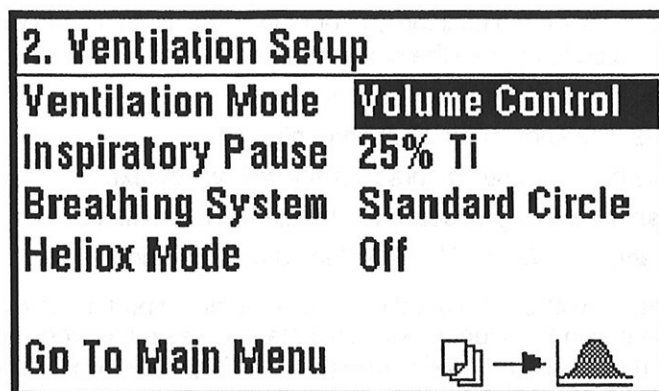 2. Ventilation Setup
Ventilation Mode Volume Control
Inspiratory Pause 25% Ti
Breathing System Standard Circle
Heliox Mode Off
Go To Main Menu